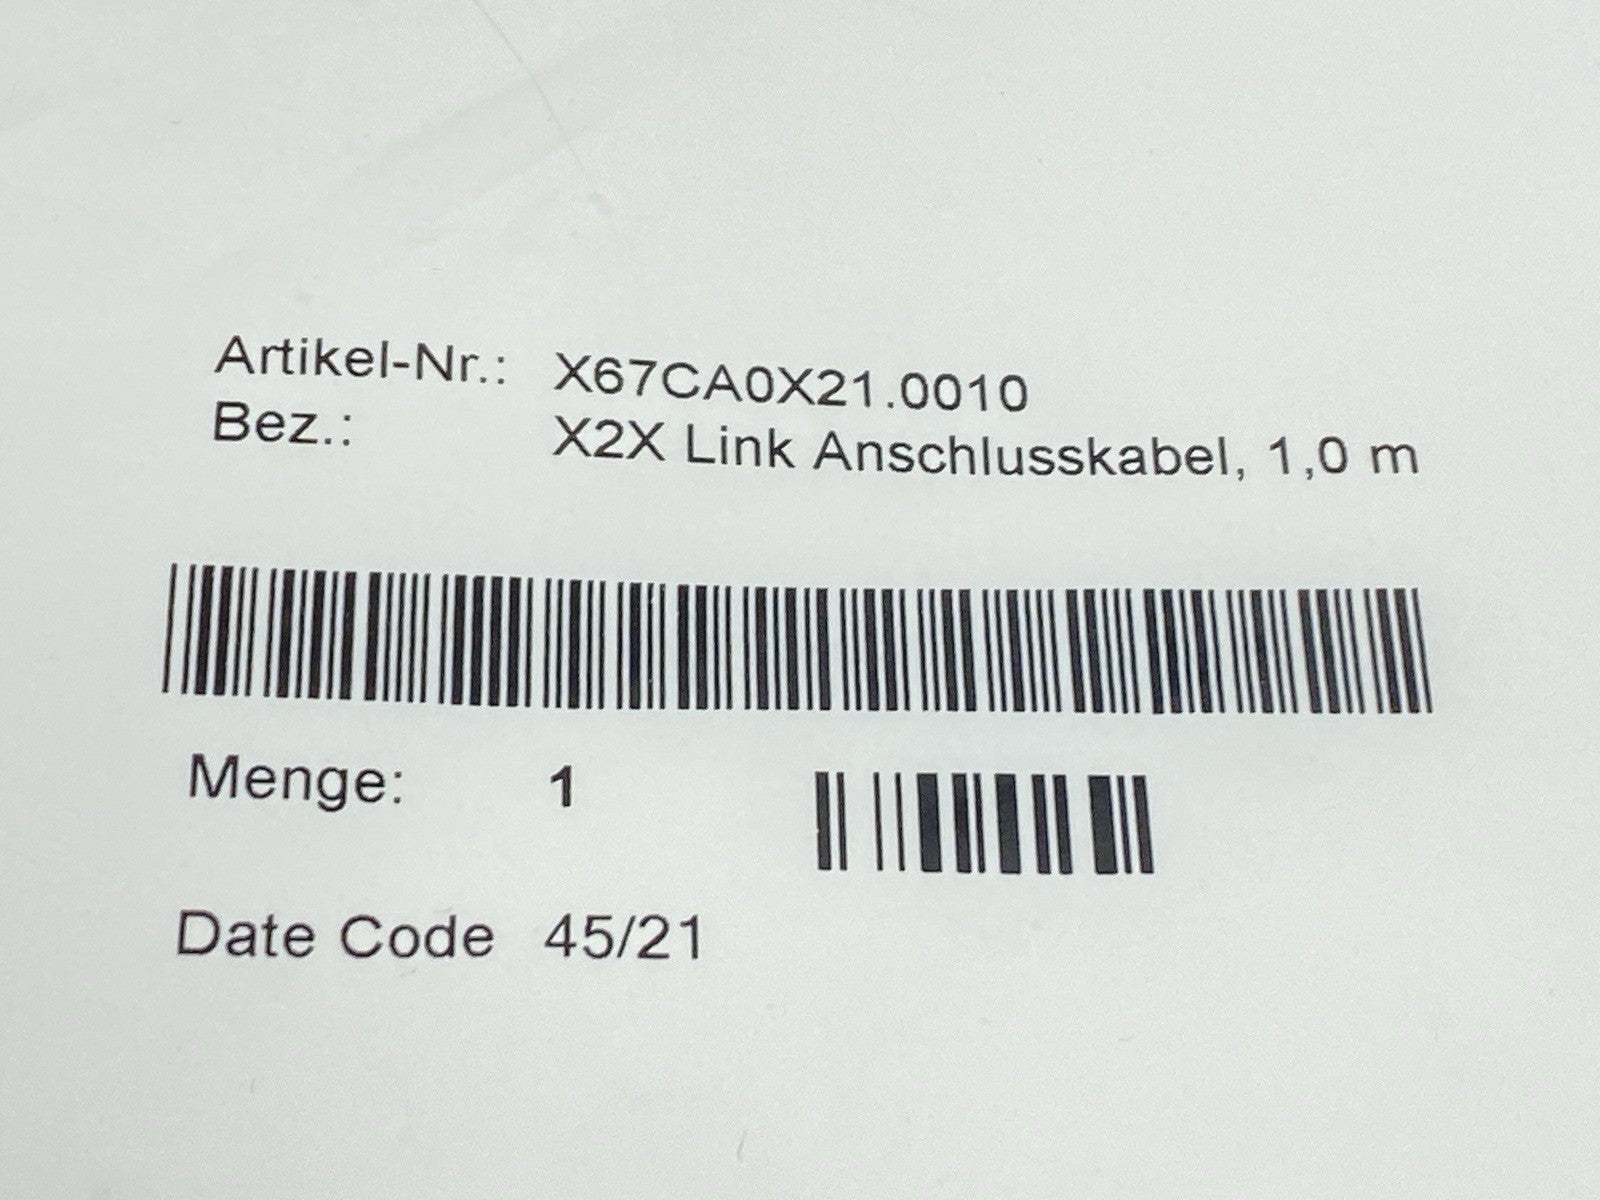 Artikel-Nr.: X67CA0X21.0010
Bez.: X2X Link Anschlusskabel, 1,0 m
Menge: 1
Date Code 45/21